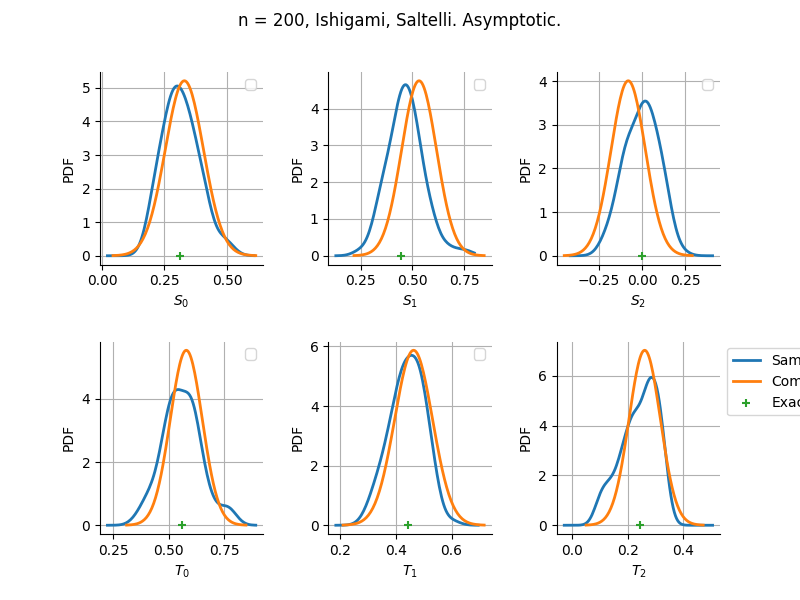 n = 200, Ishigami, Saltelli. Asymptotic.
PDF
5
4
3
2
1
0
0.00 0.25 0.50
S₀
PDF
4
3
2
1
0
0.25 0.50 0.75
S₁
PDF
4
3
2
1
0
−0.25 0.00 0.25
S₂
PDF
4
2
0
0.25 0.50 0.75
T₀
PDF
6
4
2
0
0.2 0.4 0.6
T₁
PDF
6
4
2
0
0.0 0.2 0.4
T₂
Sam
Com
Exac